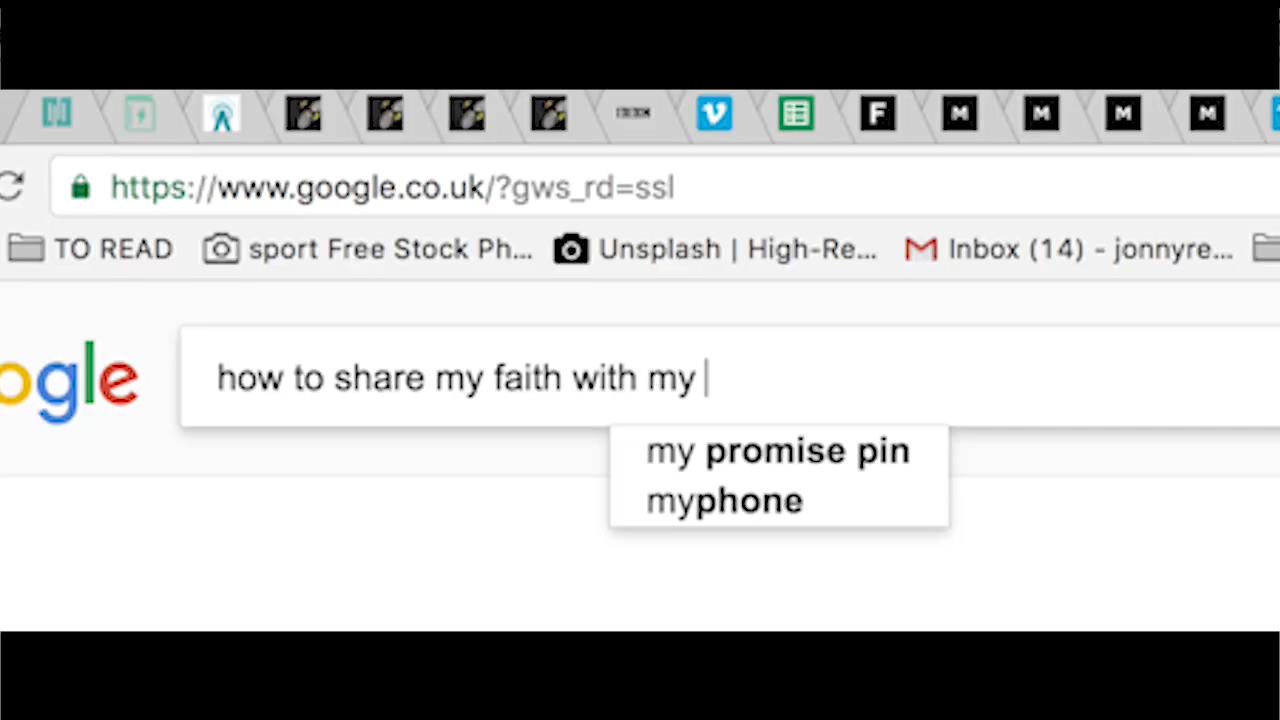 BBC
F
M
M
M
M
https://www.google.co.uk/?gws_rd=ssl
TO READ
sport Free Stock Ph...
Unsplash | High-Re...
Inbox (14) - jonnyre...
ogle
how to share my faith with my
my promise pin
myphone